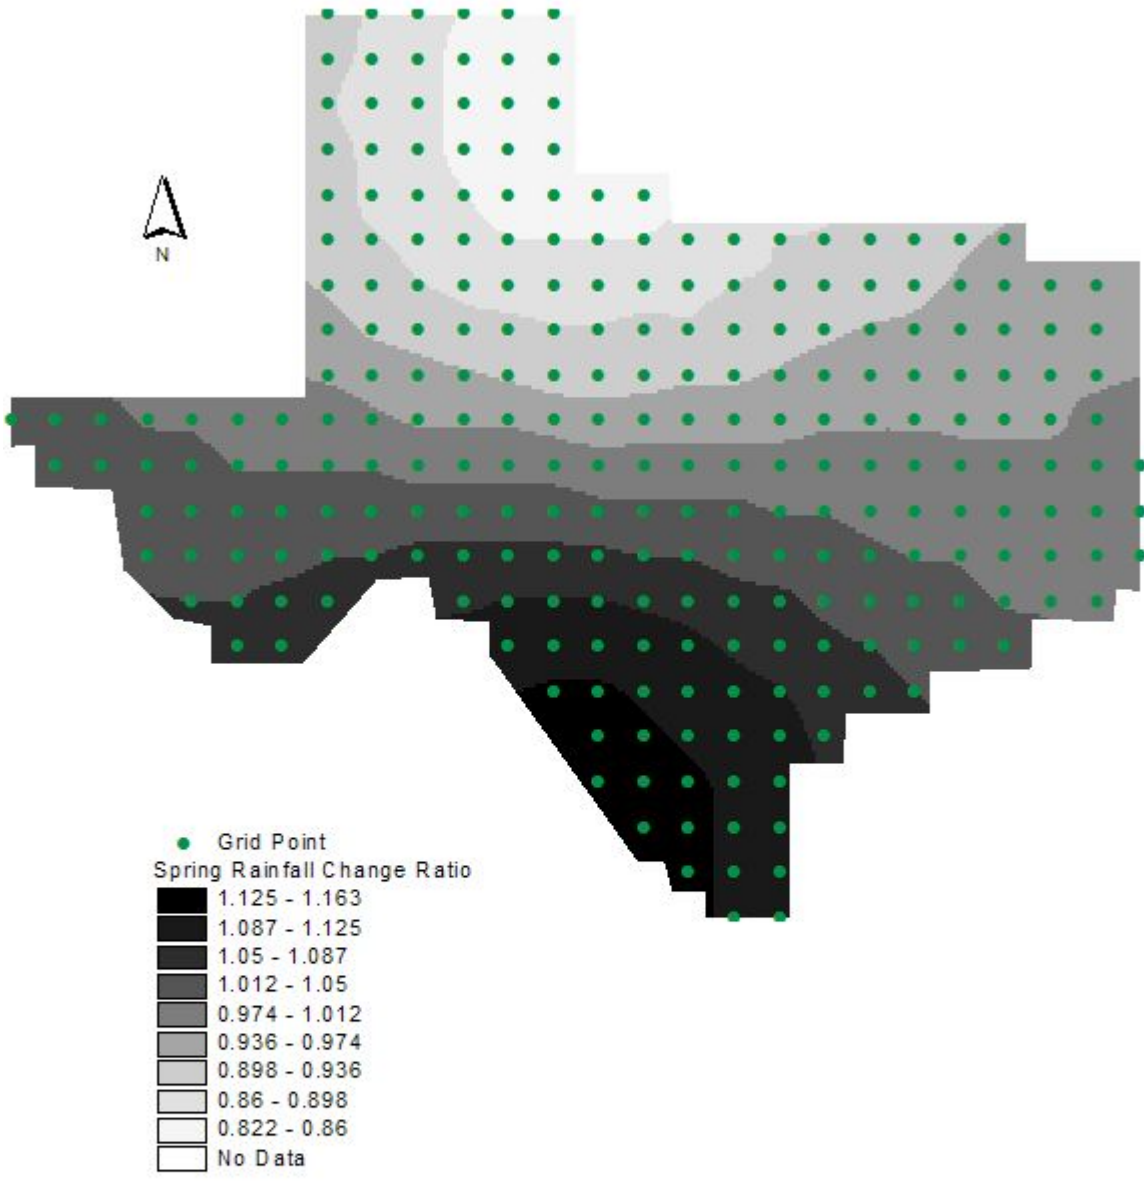 N
Grid Point
Spring Rainfall Change Ratio
1.125 - 1.163
1.087 - 1.125
1.05 - 1.087
1.012 - 1.05
0.974 - 1.012
0.936 - 0.974
0.898 - 0.936
0.86 - 0.898
0.822 - 0.86
No Data